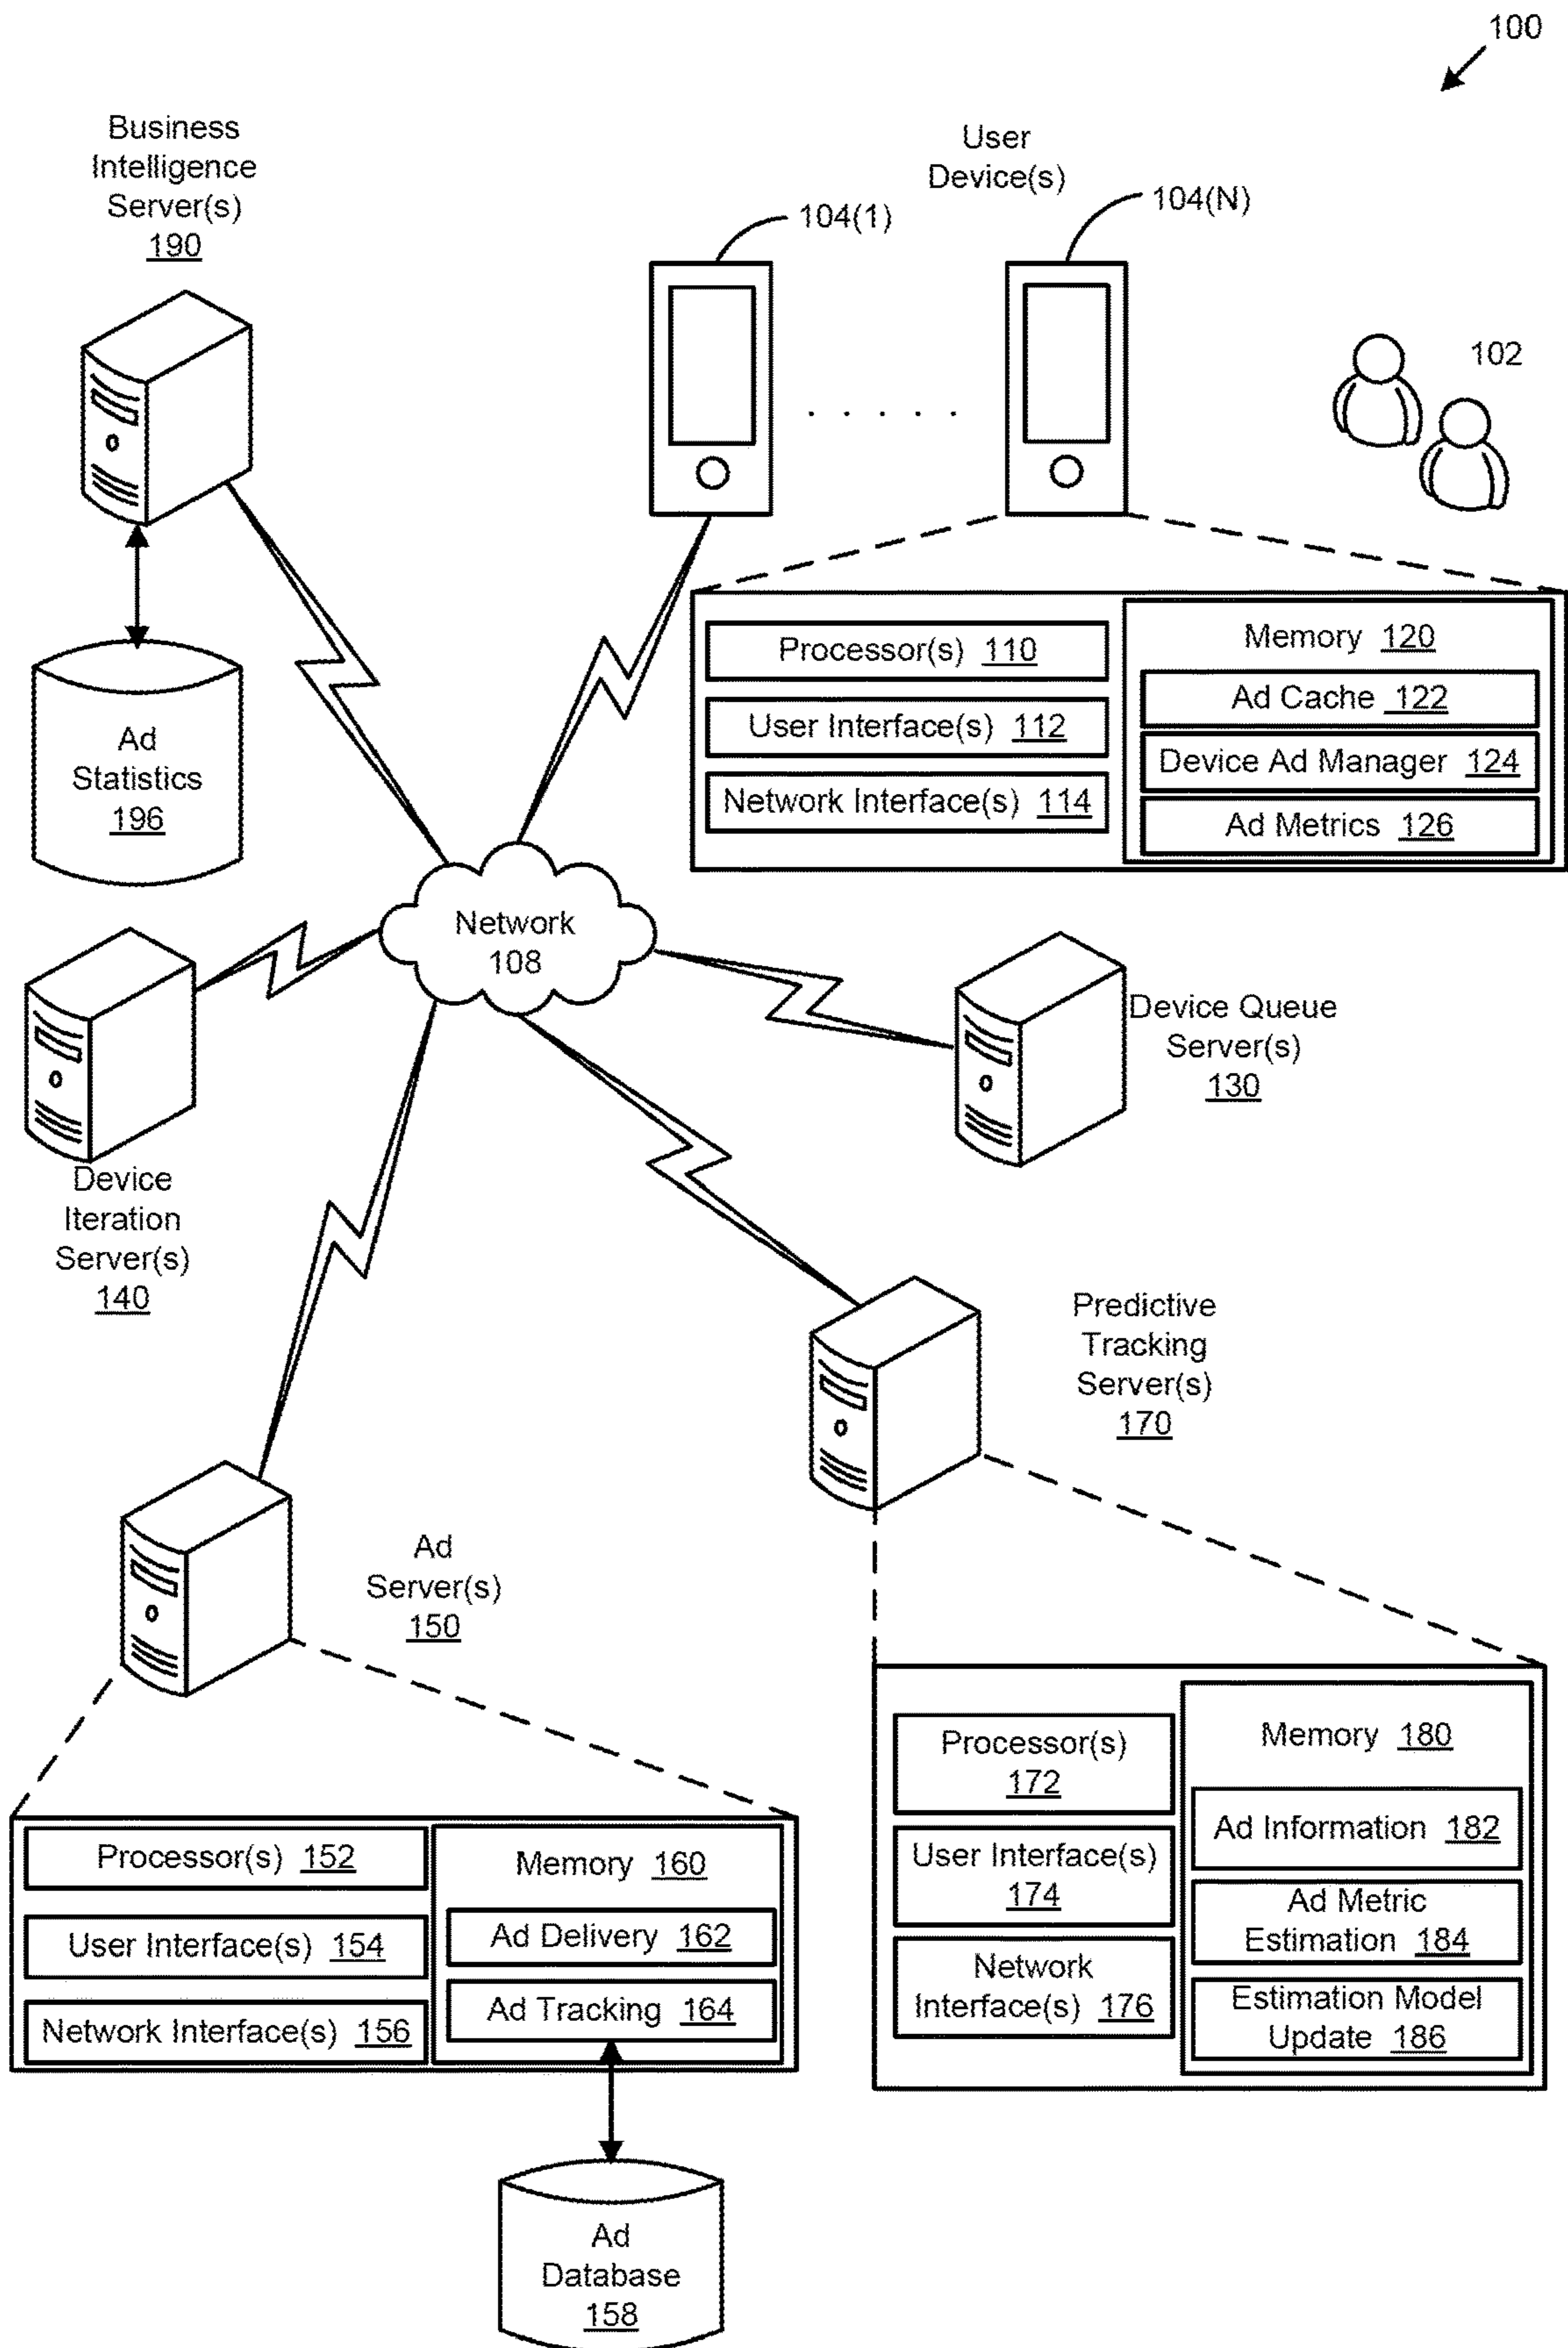 100
Business
Intelligence
Server(s)
190
User
Device(s)
104(1)
104(N)
102
Processor(s) 110
User Interface(s) 112
Network Interface(s) 114
Memory 120
Ad Cache 122
Device Ad Manager 124
Ad Metrics 126
Ad
Statistics
196
Network
108
Device Queue
Server(s)
130
Device
Iteration
Server(s)
140
Predictive
Tracking
Server(s)
170
Ad
Server(s)
150
Processor(s) 152
User Interface(s) 154
Network Interface(s) 156
Memory 160
Ad Delivery 162
Ad Tracking 164
Processor(s)
172
User Interface(s)
174
Network
Interface(s) 176
Memory 180
Ad Information 182
Ad Metric
Estimation 184
Estimation Model
Update 186
Ad
Database
158